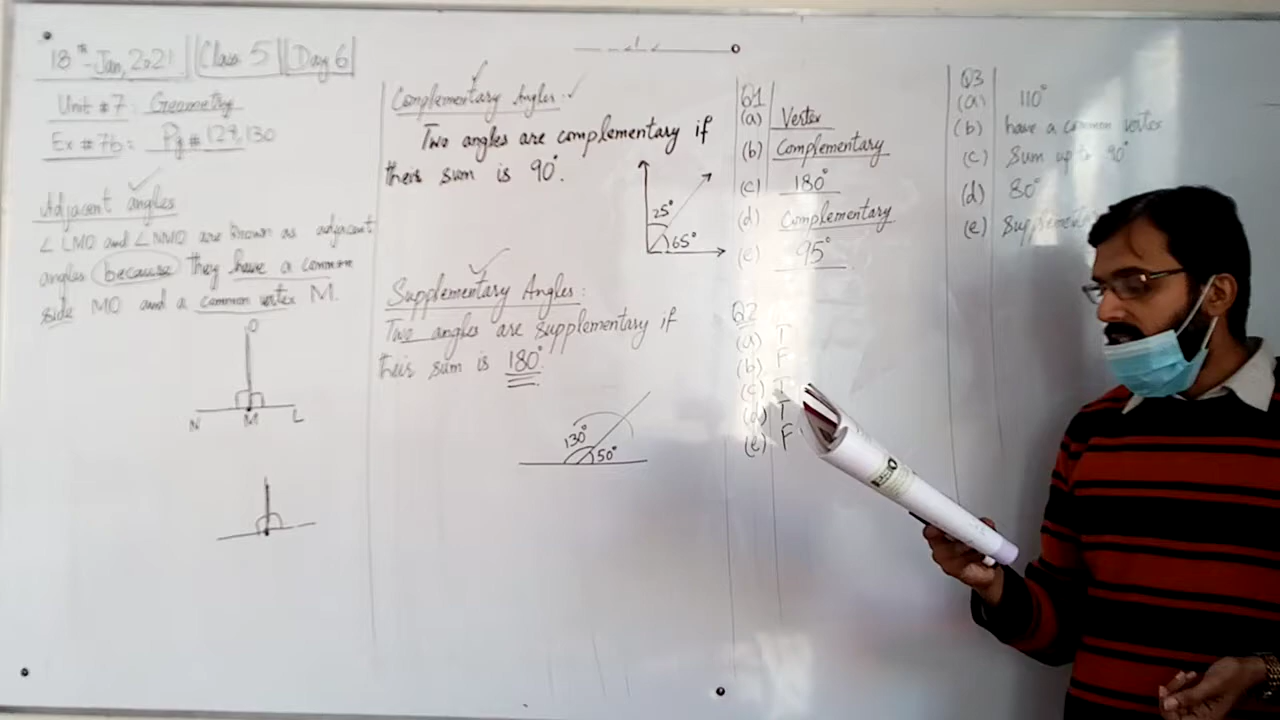 18th Jan, 2021 Class 5 Day 6
Unit # 7: Geometry
Ex # 7b: Pg # 129, 130
Adjacent angles
∠ LMO and ∠ NMO are known as adjacent
angles because they have a common
side MO and a common vertex M.
O
N M L
Complementary Angles:
Two angles are complementary if
their sum is 90°.
25°
65°
Supplementary Angles:
Two angles are supplementary if
their sum is 180°.
130°
50°
Q1
(a) Vertex
(b) Complementary
(c) 180°
(d) Complementary
(e) 95°
Q2
(a) T
(b) F
(c) T
(d) T
(e) F
Q3
(a) 110°
(b) have a common vertex
(c) Sum up to 90°
(d) 80°
(e)